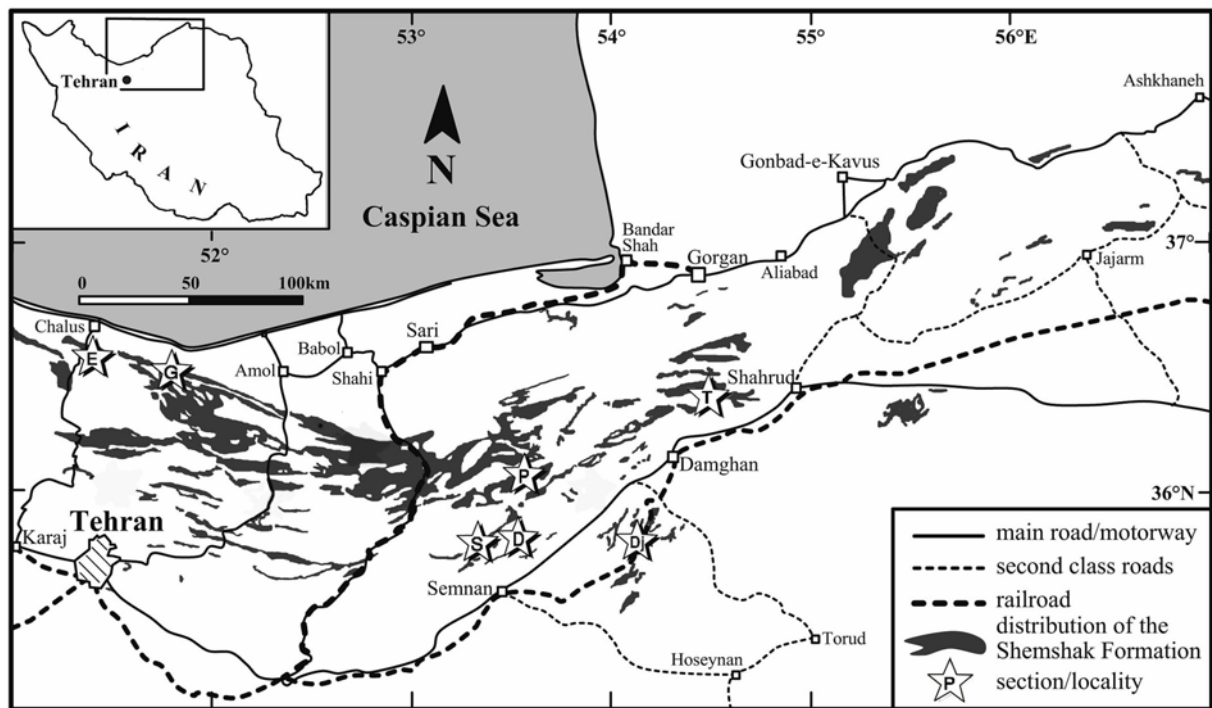 Tehran
IRAN
53°
54°
55°
56°E
Ashkhaneh
N
Caspian Sea
Gonbad-e-Kavus
52°
Bandar
Shah
Gorgan
Aliabad
37°
Jajarm
0
50
100km
Chalus
E
G
Amol
Babol
Shahi
Sari
T
Shahrud
P
Damghan
36°N
Karaj
Tehran
S
D
Di
Semnan
Torud
Hoseynan
main road/motorway
second class roads
railroad
distribution of the
Shemshak Formation
P
section/locality